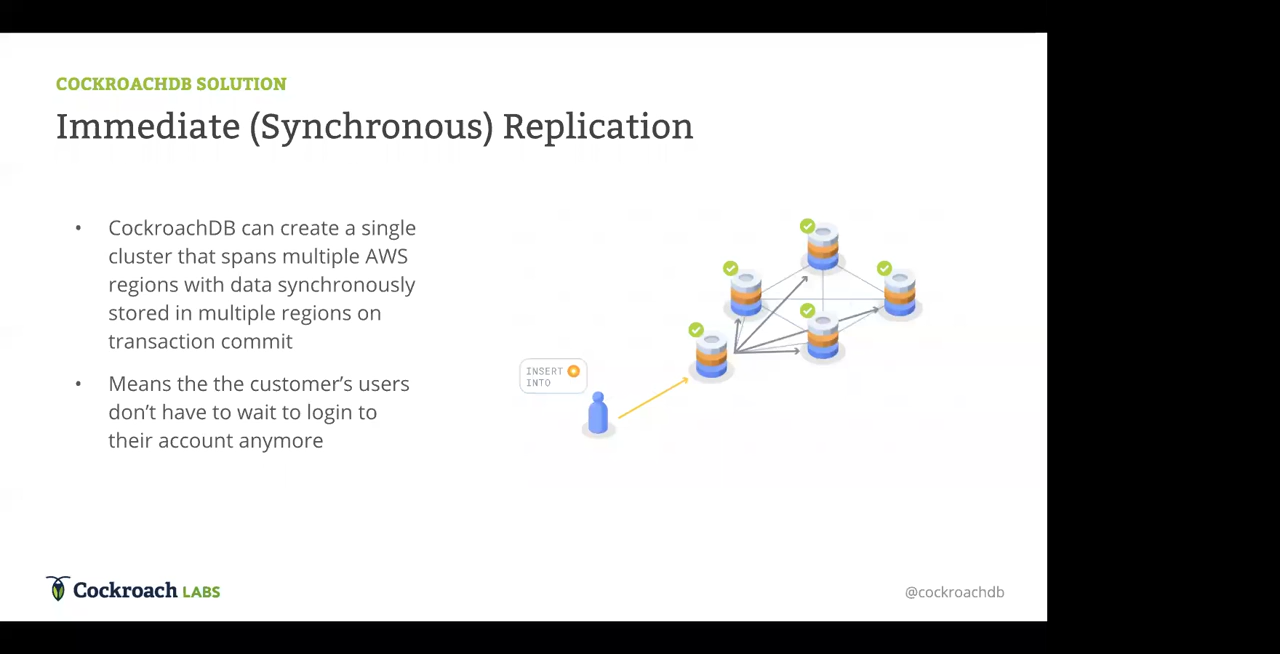 COCKROACHDB SOLUTION
Immediate (Synchronous) Replication
• CockroachDB can create a single
cluster that spans multiple AWS
regions with data synchronously
stored in multiple regions on
transaction commit
• Means the the customer’s users
don’t have to wait to login to
their account anymore
INSERT
INTO
Cockroach LABS
@cockroachdb